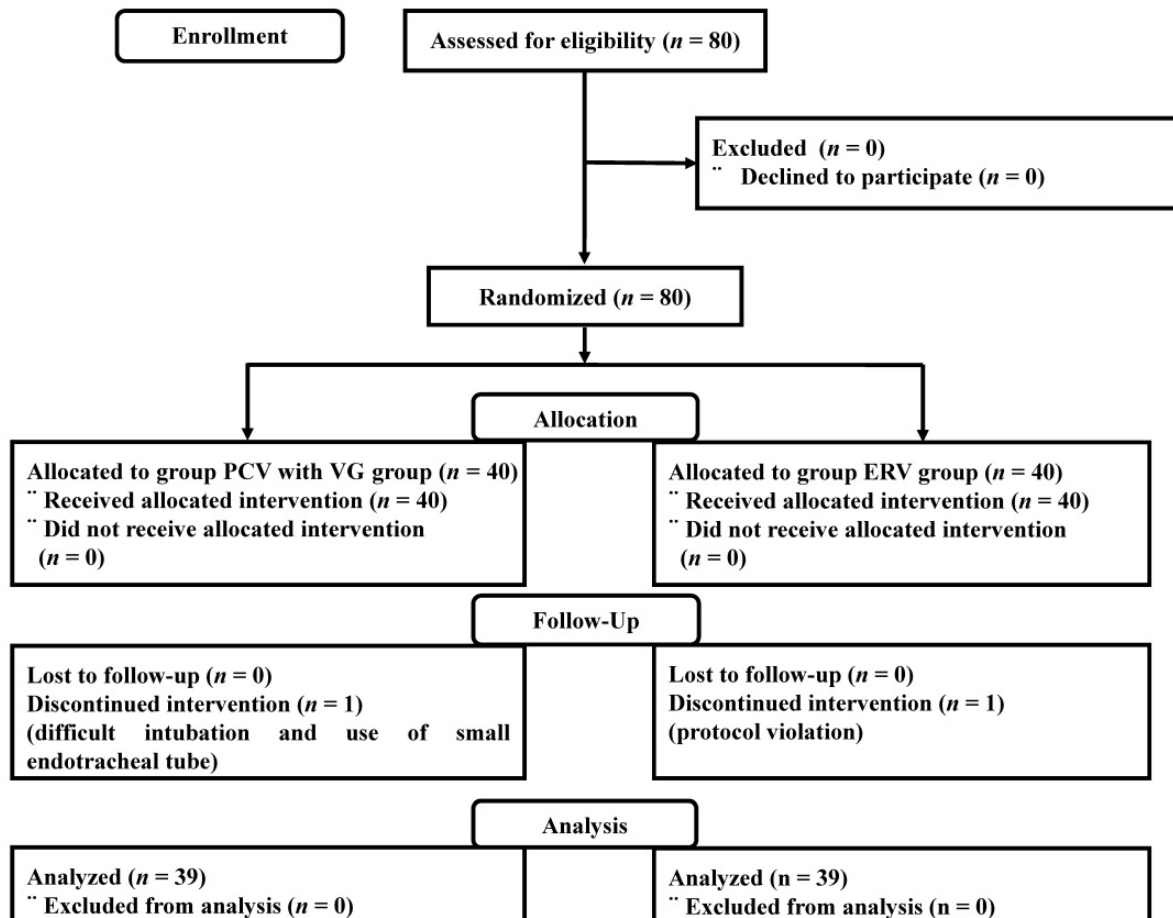 Enrollment
Assessed for eligibility (n = 80)
Excluded (n = 0)
¨ Declined to participate (n = 0)
Randomized (n = 80)
Allocation
Allocated to group PCV with VG group (n = 40)
¨ Received allocated intervention (n = 40)
¨ Did not receive allocated intervention
(n = 0)
Allocated to group ERV group (n = 40)
¨ Received allocated intervention (n = 40)
¨ Did not receive allocated intervention
(n = 0)
Follow-Up
Lost to follow-up (n = 0)
Discontinued intervention (n = 1)
(difficult intubation and use of small
endotracheal tube)
Lost to follow-up (n = 0)
Discontinued intervention (n = 1)
(protocol violation)
Analysis
Analyzed (n = 39)
¨ Excluded from analysis (n = 0)
Analyzed (n = 39)
¨ Excluded from analysis (n = 0)